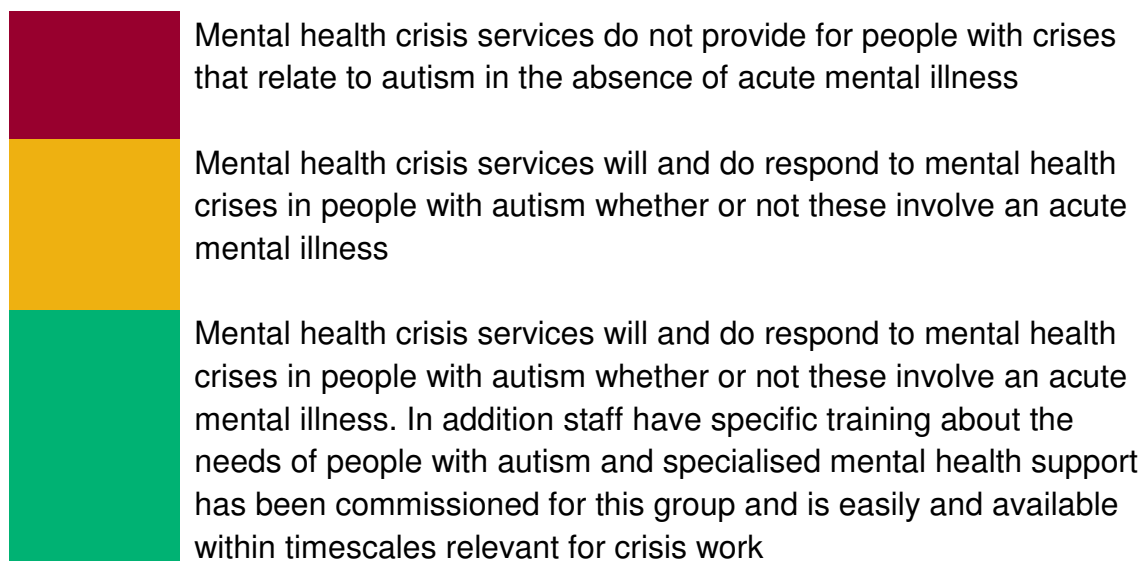 Mental health crisis services do not provide for people with crises
that relate to autism in the absence of acute mental illness
Mental health crisis services will and do respond to mental health
crises in people with autism whether or not these involve an acute
mental illness
Mental health crisis services will and do respond to mental health
crises in people with autism whether or not these involve an acute
mental illness. In addition staff have specific training about the
needs of people with autism and specialised mental health support
has been commissioned for this group and is easily and available
within timescales relevant for crisis work